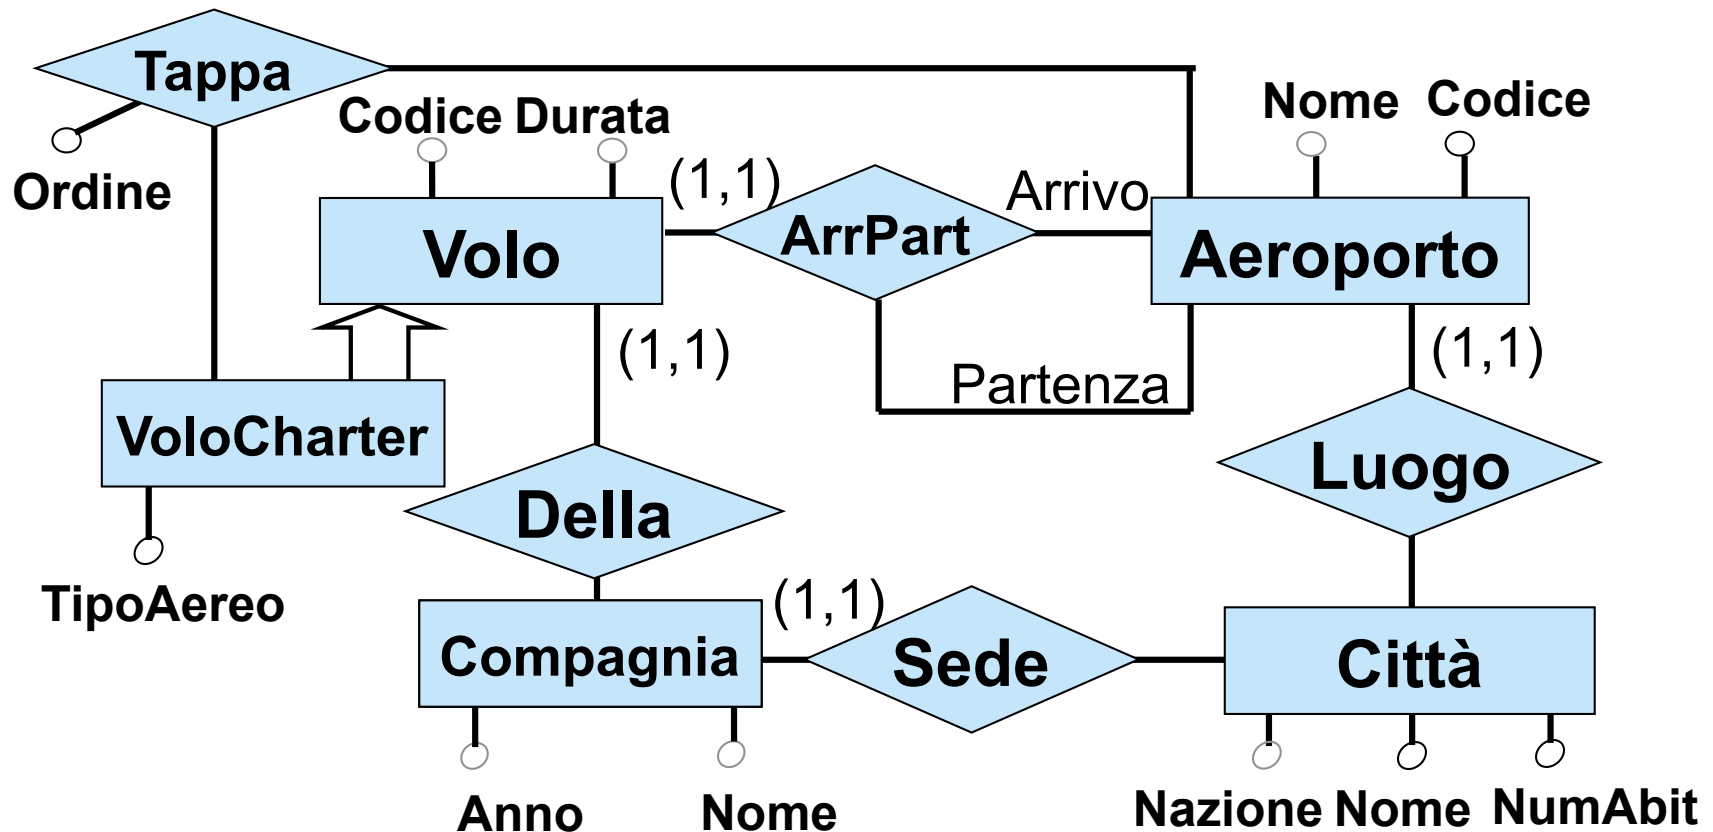 Tappa
Nome Codice
Codice Durata
(1,1)
Arrivo
Ordine
ArrPart
Volo
Aeroporto
(1,1)
(1,1)
Partenza
VoloCharter
Luogo
Della
(1,1)
TipoAereo
Compagnia
Sede
Città
Anno
Nome
Nazione Nome NumAbit